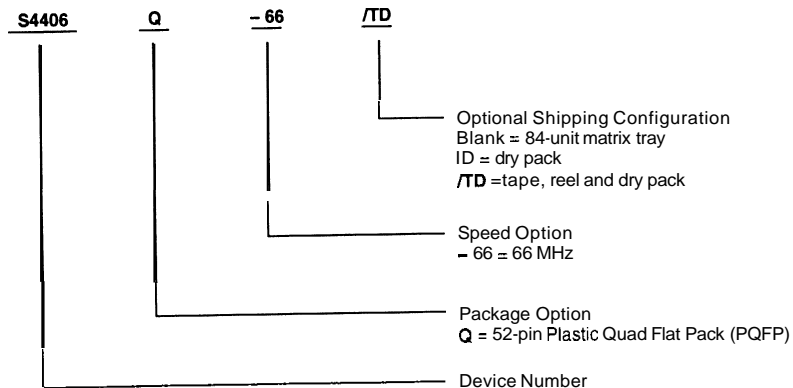 S4406 Q – 66 /TD
Optional Shipping Configuration
Blank = 84-unit matrix tray
ID = dry pack
/TD =tape, reel and dry pack
Speed Option
– 66 = 66 MHz
Package Option
Q = 52-pin Plastic Quad Flat Pack (PQFP)
Device Number